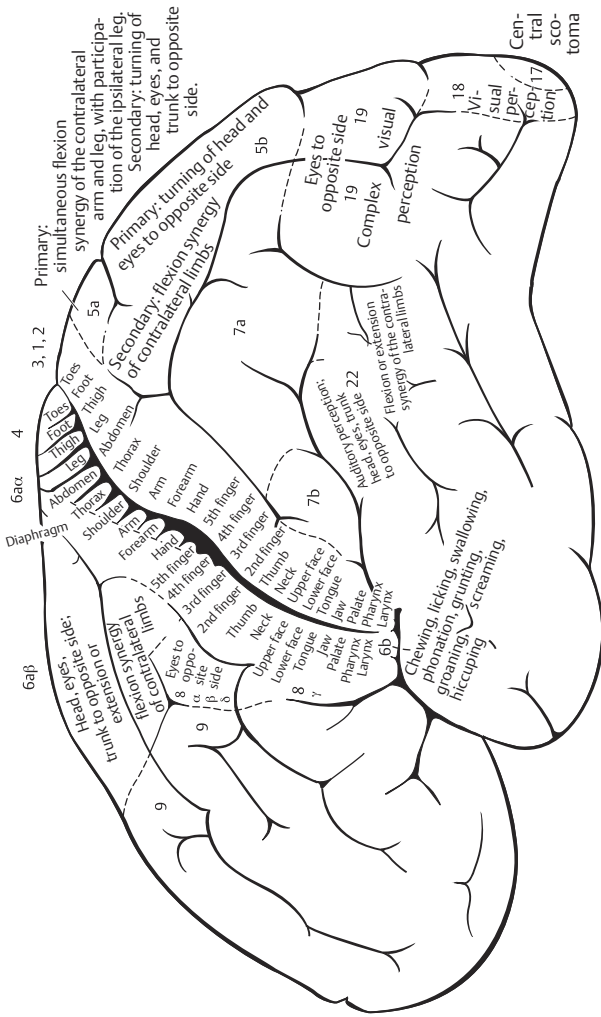 Primary:
simultaneous flexion
synergy of the contralateral
arm and leg, with participa-
tion of the ipsilateral leg.
Secondary: turning of
head, eyes, and
trunk to opposite
side.
3, 1, 2
4
6aα
6aβ
Diaphragm
Head, eyes,
trunk to opposite side;
extension or
flexion synergy
of contralateral
limbs
Toes
Foot
Thigh
Leg
Abdomen
Thorax
Shoulder
Arm
Forearm
Hand
5th finger
4th finger
3rd finger
2nd finger
Thumb
Neck
Upper face
Lower face
Tongue
Jaw
Palate
Pharynx
Larynx
Toes
Foot
Thigh
Leg
Abdomen
Thorax
Shoulder
Arm
Forearm
Hand
5th finger
4th finger
3rd finger
2nd finger
Thumb
Neck
Upper face
Lower face
Tongue
Jaw
Palate
Pharynx
Larynx
5a
5b
Primary: turning of head and
eyes to opposite side
Secondary: flexion synergy
of contralateral limbs
7a
7b
Eyes to
opposite side
19
19
Complex
visual
perception
18
Vi-
sual
per-
cep-
tion
17
Cen-
tral
sco-
toma
Auditory perception;
head, eyes, trunk
to opposite side 22
Flexion or extension
synergy of the contra-
lateral limbs
Eyes to
8 oppo-
α site
β side
δ
8
γ
9
9
6b
Chewing, licking, swallowing,
phonation, grunting,
groaning, screaming,
hiccuping